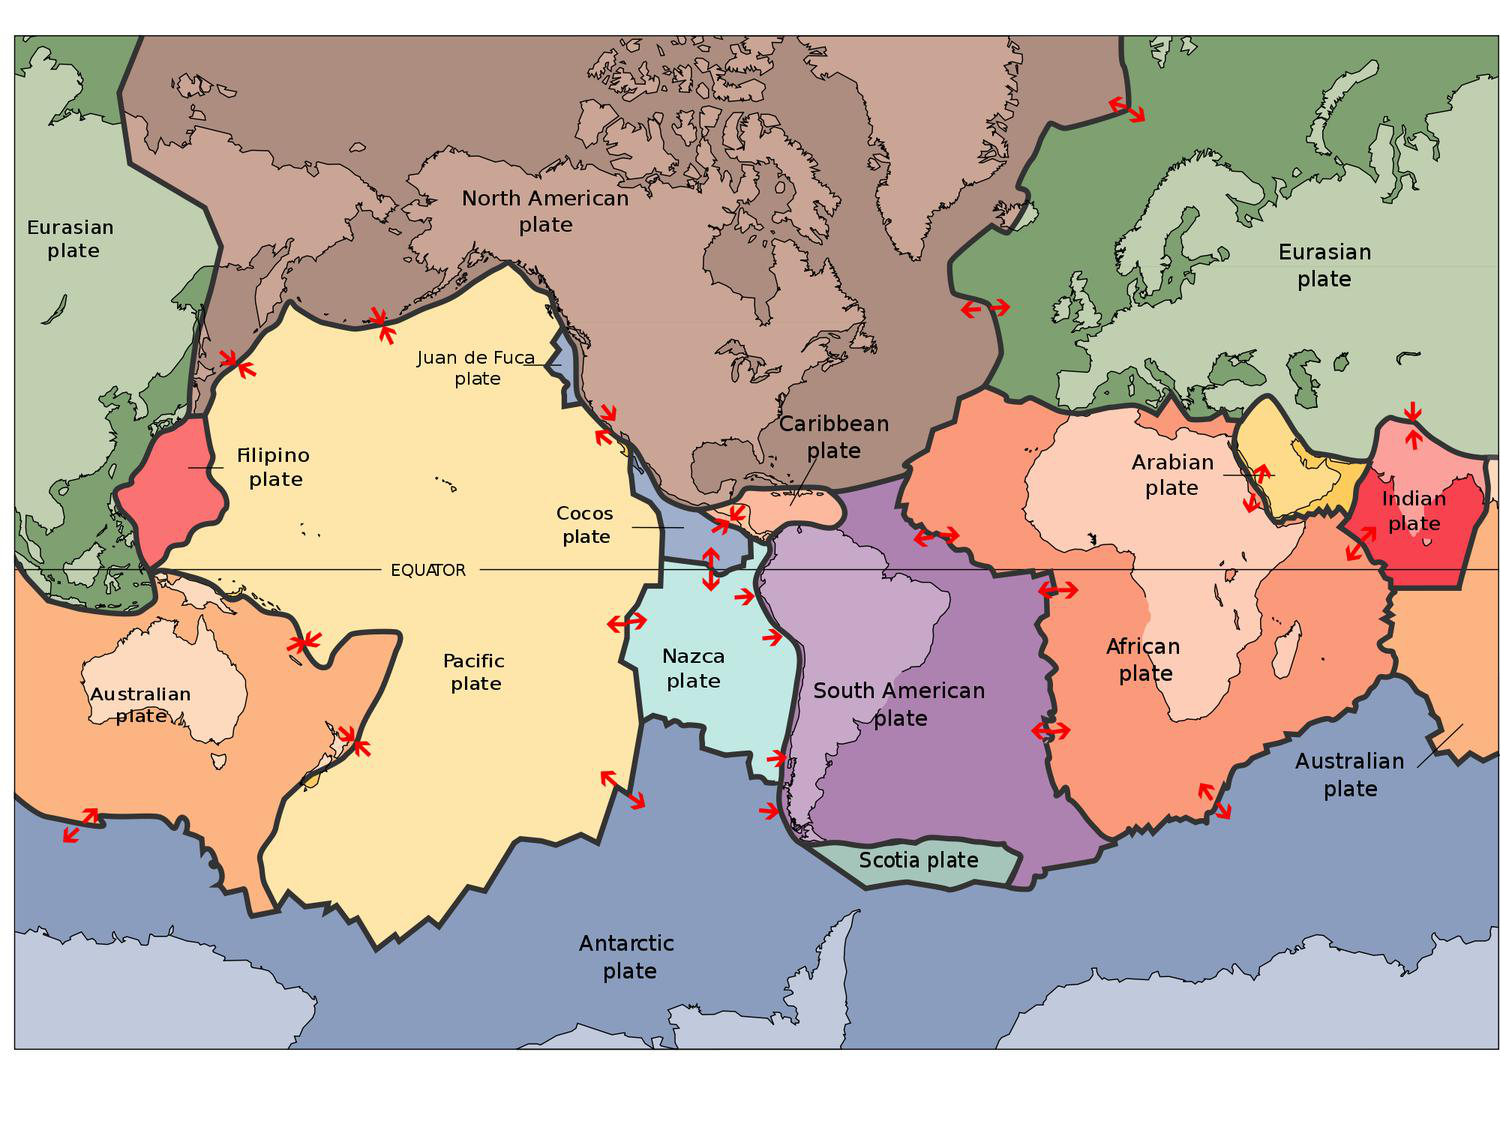 North American
plate
Eurasian
plate
Eurasian
plate
Juan de Fuca
plate
Caribbean
plate
Filipino
plate
Arabian
plate
Indian
plate
Cocos
plate
EQUATOR
African
plate
Nazca
plate
Pacific
plate
South American
plate
Australian
plate
Australian
plate
Scotia plate
Antarctic
plate